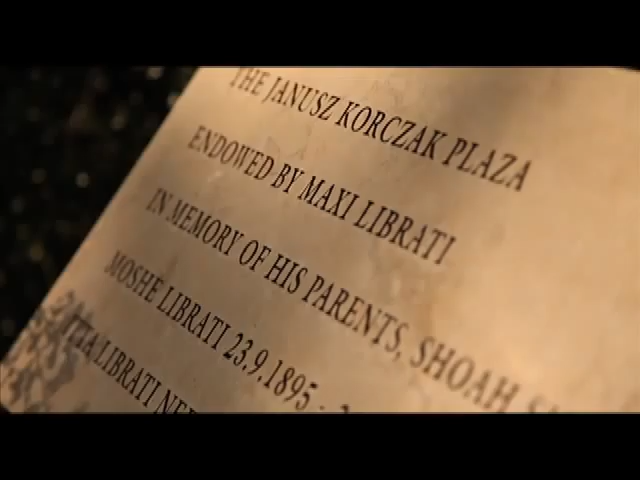 THE JANUSZ KORCZAK PLAZA
ENDOWED BY MAXI LIBRATI
IN MEMORY OF HIS PARENTS, SHOAH
MOSHE LIBRATI 23.9.1895 -
LIBRATI